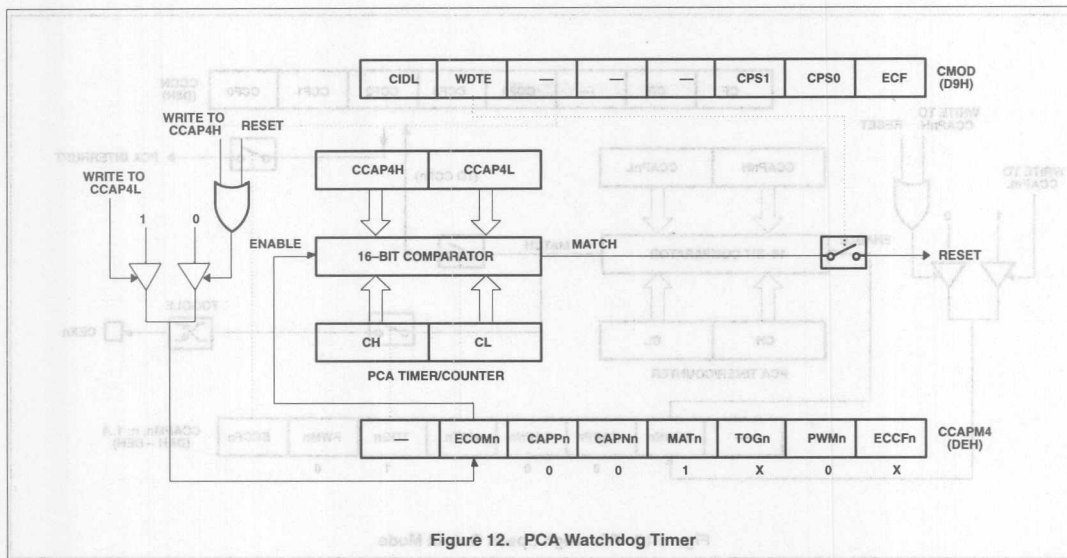 CIDL WDTE — — — CPS1 CPS0 ECF CMOD
(D9H)
WRITE TO
CCAP4H RESET
WRITE TO
CCAP4L
1 0
CCAP4H CCAP4L
ENABLE 16–BIT COMPARATOR MATCH RESET
CH CL
PCA TIMER/COUNTER
— ECOMn CAPPn CAPNn MATn TOGn PWMn ECCFn CCAPM4
(DEH)
0 0 1 X 0 X
Figure 12. PCA Watchdog Timer